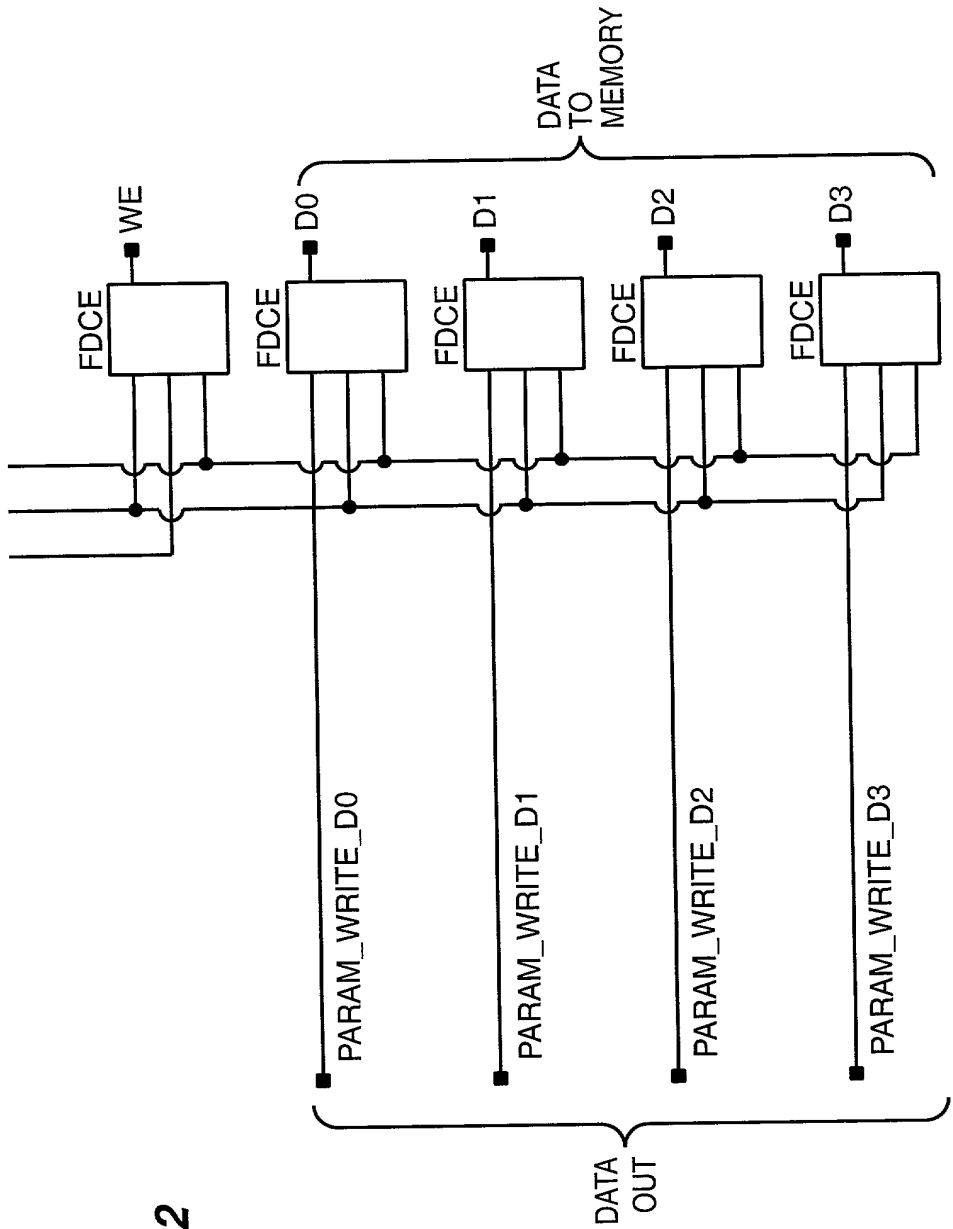 FDCE
WE
FDCE
D0
PARAM_WRITE_D0
FDCE
D1
PARAM_WRITE_D1
FDCE
D2
PARAM_WRITE_D2
FDCE
D3
PARAM_WRITE_D3
DATA
TO
MEMORY
DATA
OUT
2